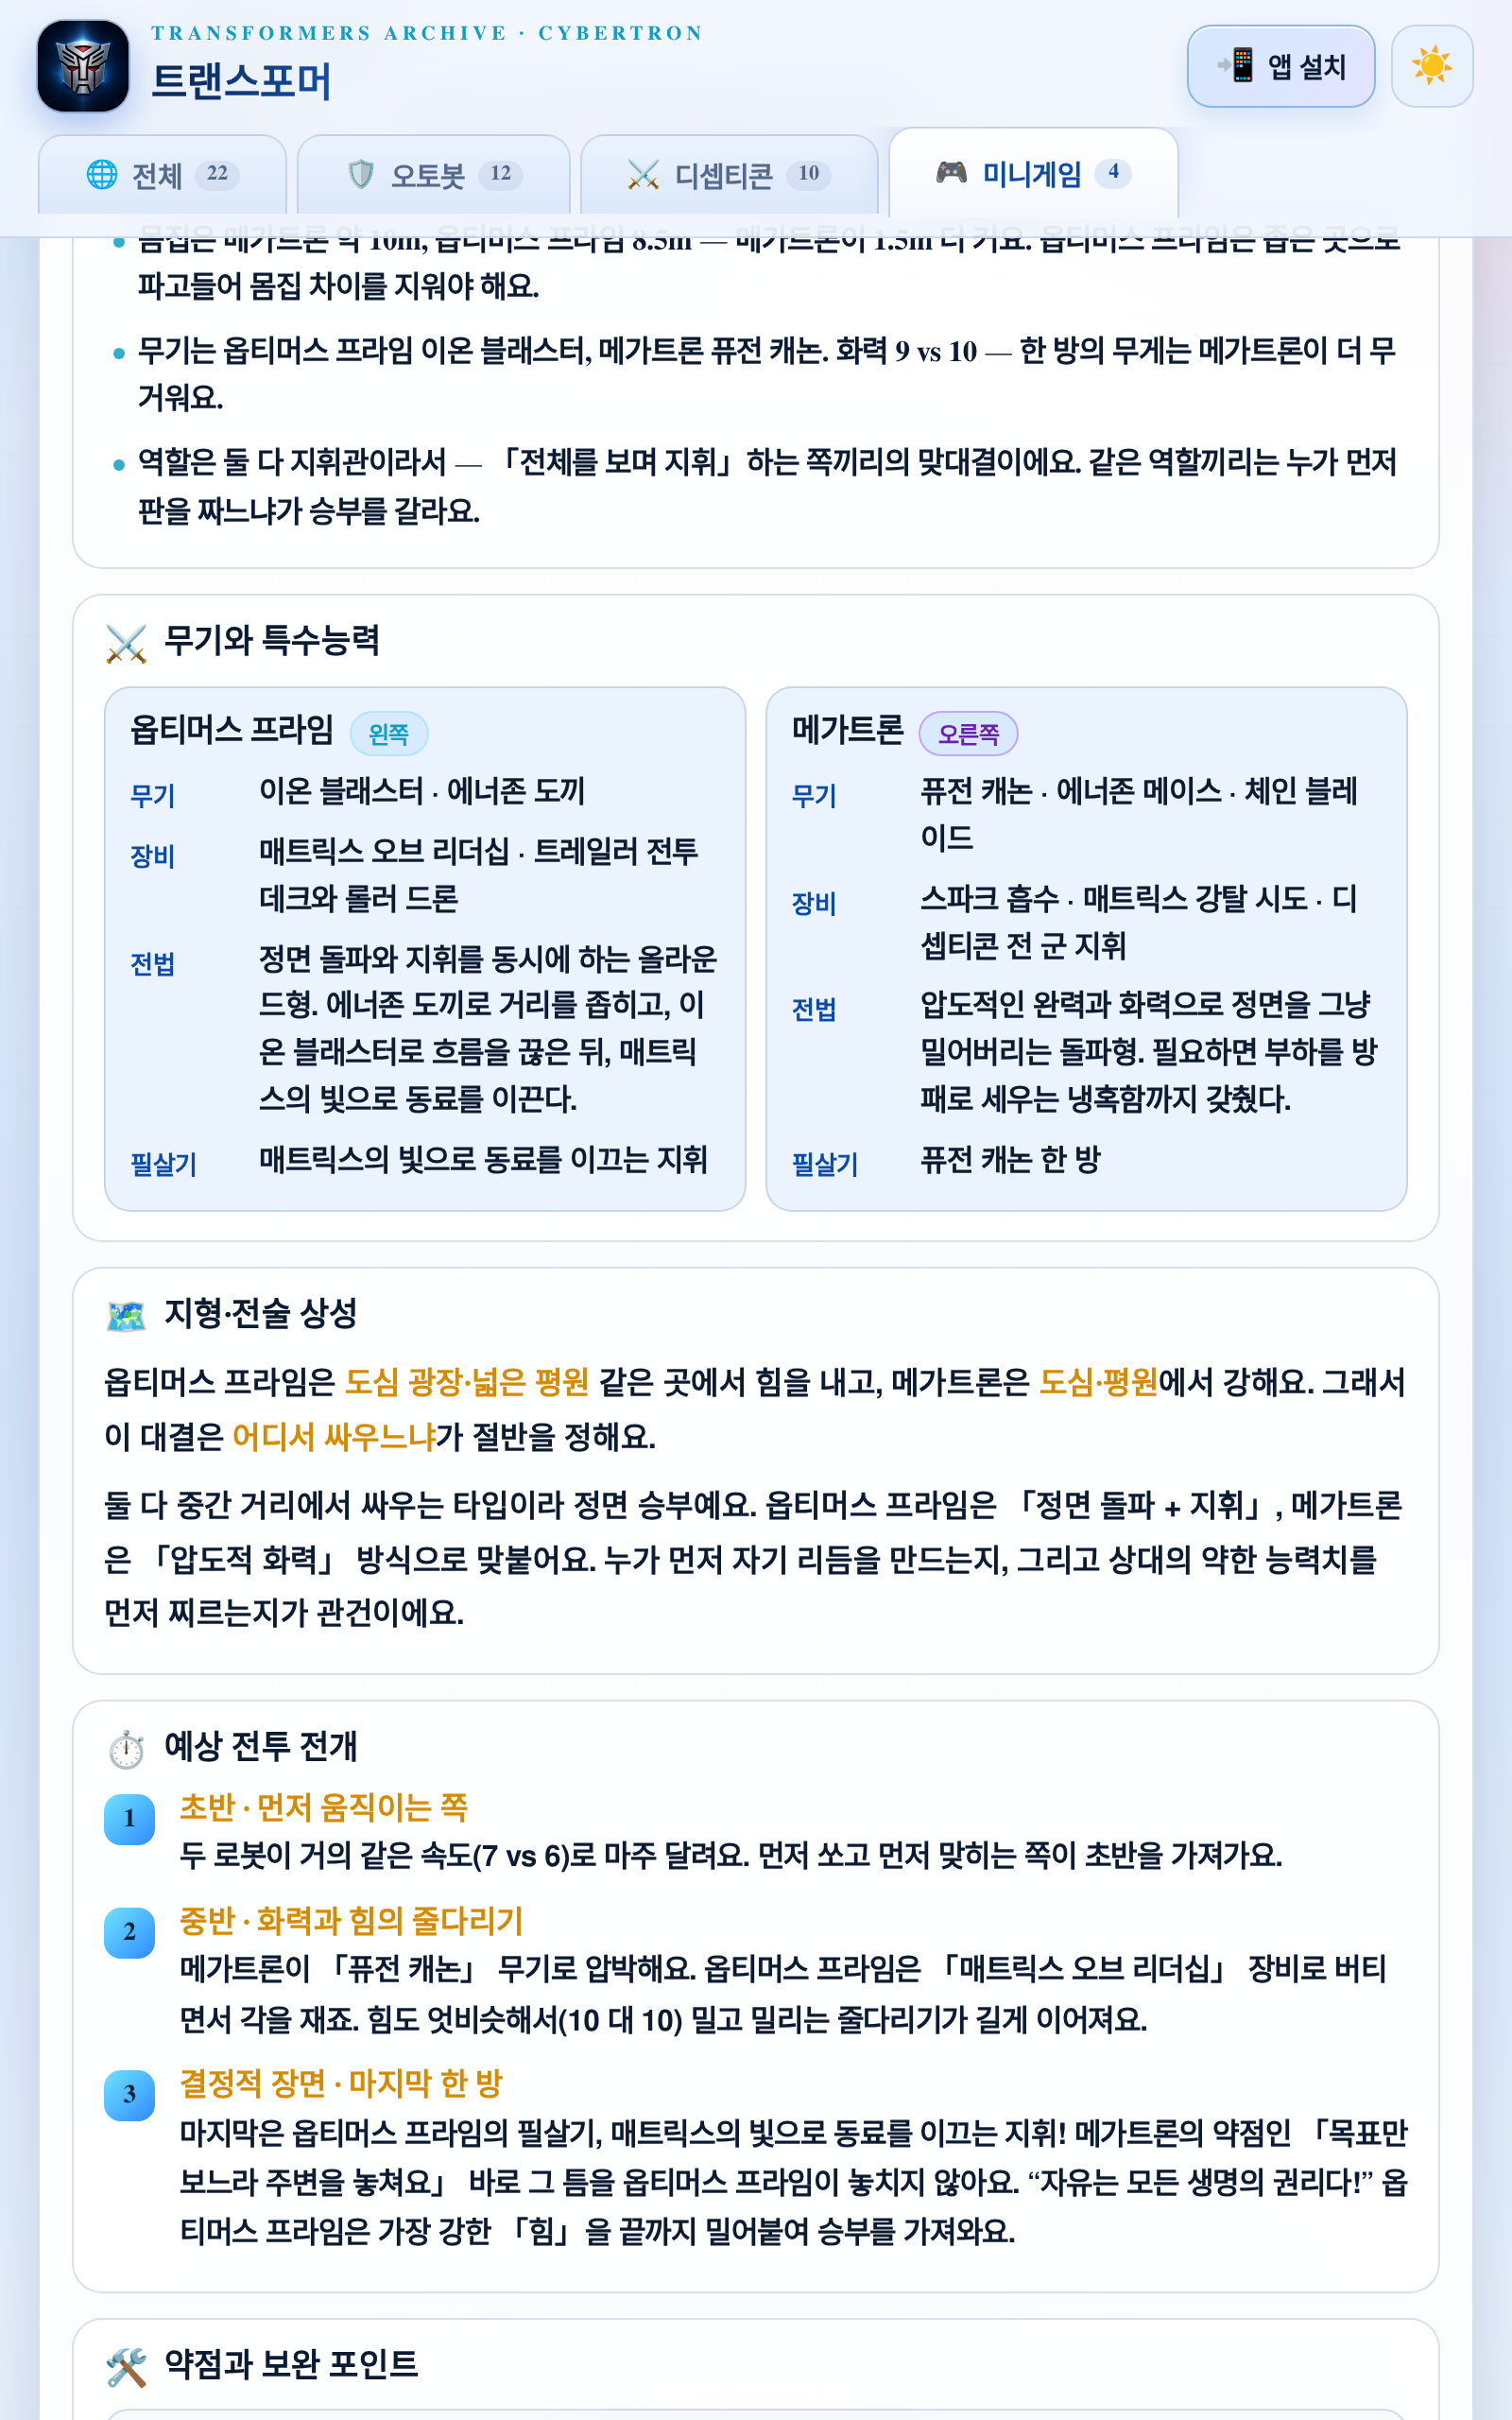 TRANSFORMERS ARCHIVE · CYBERTRON
트랜스포머
앱 설치
전체 22
오토봇 12
디셉티콘 10
미니게임 4
몸집은 메가트론 약 10m, 옵티머스 프라임 8.5m — 메가트론이 1.5m 더 커요. 옵티머스 프라임은 좁은 곳으로
파고들어 몸집 차이를 지워야 해요.
무기는 옵티머스 프라임 이온 블래스터, 메가트론 퓨전 캐논. 화력 9 vs 10 — 한 방의 무게는 메가트론이 더 무
거워요.
역할은 둘 다 지휘관이라서 — 「전체를 보며 지휘」하는 쪽끼리의 맞대결이에요. 같은 역할끼리는 누가 먼저
판을 짜느냐가 승부를 갈라요.
무기와 특수능력
옵티머스 프라임 왼쪽
무기 이온 블래스터 · 에너존 도끼
장비 매트릭스 오브 리더십 · 트레일러 전투
데크와 롤러 드론
전법 정면 돌파와 지휘를 동시에 하는 올라운
드형. 에너존 도끼로 거리를 좁히고, 이
온 블래스터로 흐름을 끊은 뒤, 매트릭
스의 빛으로 동료를 이끈다.
필살기 매트릭스의 빛으로 동료를 이끄는 지휘
메가트론 오른쪽
무기 퓨전 캐논 · 에너존 메이스 · 체인 블레
이드
장비 스파크 흡수 · 매트릭스 강탈 시도 · 디
셉티콘 전 군 지휘
전법 압도적인 완력과 화력으로 정면을 그냥
밀어버리는 돌파형. 필요하면 부하를 방
패로 세우는 냉혹함까지 갖췄다.
필살기 퓨전 캐논 한 방
지형·전술 상성
옵티머스 프라임은 도심 광장·넓은 평원 같은 곳에서 힘을 내고, 메가트론은 도심·평원에서 강해요. 그래서
이 대결은 어디서 싸우느냐가 절반을 정해요.
둘 다 중간 거리에서 싸우는 타입이라 정면 승부예요. 옵티머스 프라임은 「정면 돌파 + 지휘」, 메가트론
은 「압도적 화력」 방식으로 맞붙어요. 누가 먼저 자기 리듬을 만드는지, 그리고 상대의 약한 능력치를
먼저 찌르는지가 관건이에요.
예상 전투 전개
1 초반 · 먼저 움직이는 쪽
두 로봇이 거의 같은 속도(7 vs 6)로 마주 달려요. 먼저 쏘고 먼저 맞히는 쪽이 초반을 가져가요.
2 중반 · 화력과 힘의 줄다리기
메가트론이 「퓨전 캐논」 무기로 압박해요. 옵티머스 프라임은 「매트릭스 오브 리더십」 장비로 버티
면서 각을 재죠. 힘도 엇비슷해서(10 대 10) 밀고 밀리는 줄다리기가 길게 이어져요.
3 결정적 장면 · 마지막 한 방
마지막은 옵티머스 프라임의 필살기, 매트릭스의 빛으로 동료를 이끄는 지휘! 메가트론의 약점인 「목표만
보느라 주변을 놓쳐요」 바로 그 틈을 옵티머스 프라임이 놓치지 않아요. “자유는 모든 생명의 권리다!” 옵
티머스 프라임은 가장 강한 「힘」을 끝까지 밀어붙여 승부를 가져와요.
약점과 보완 포인트